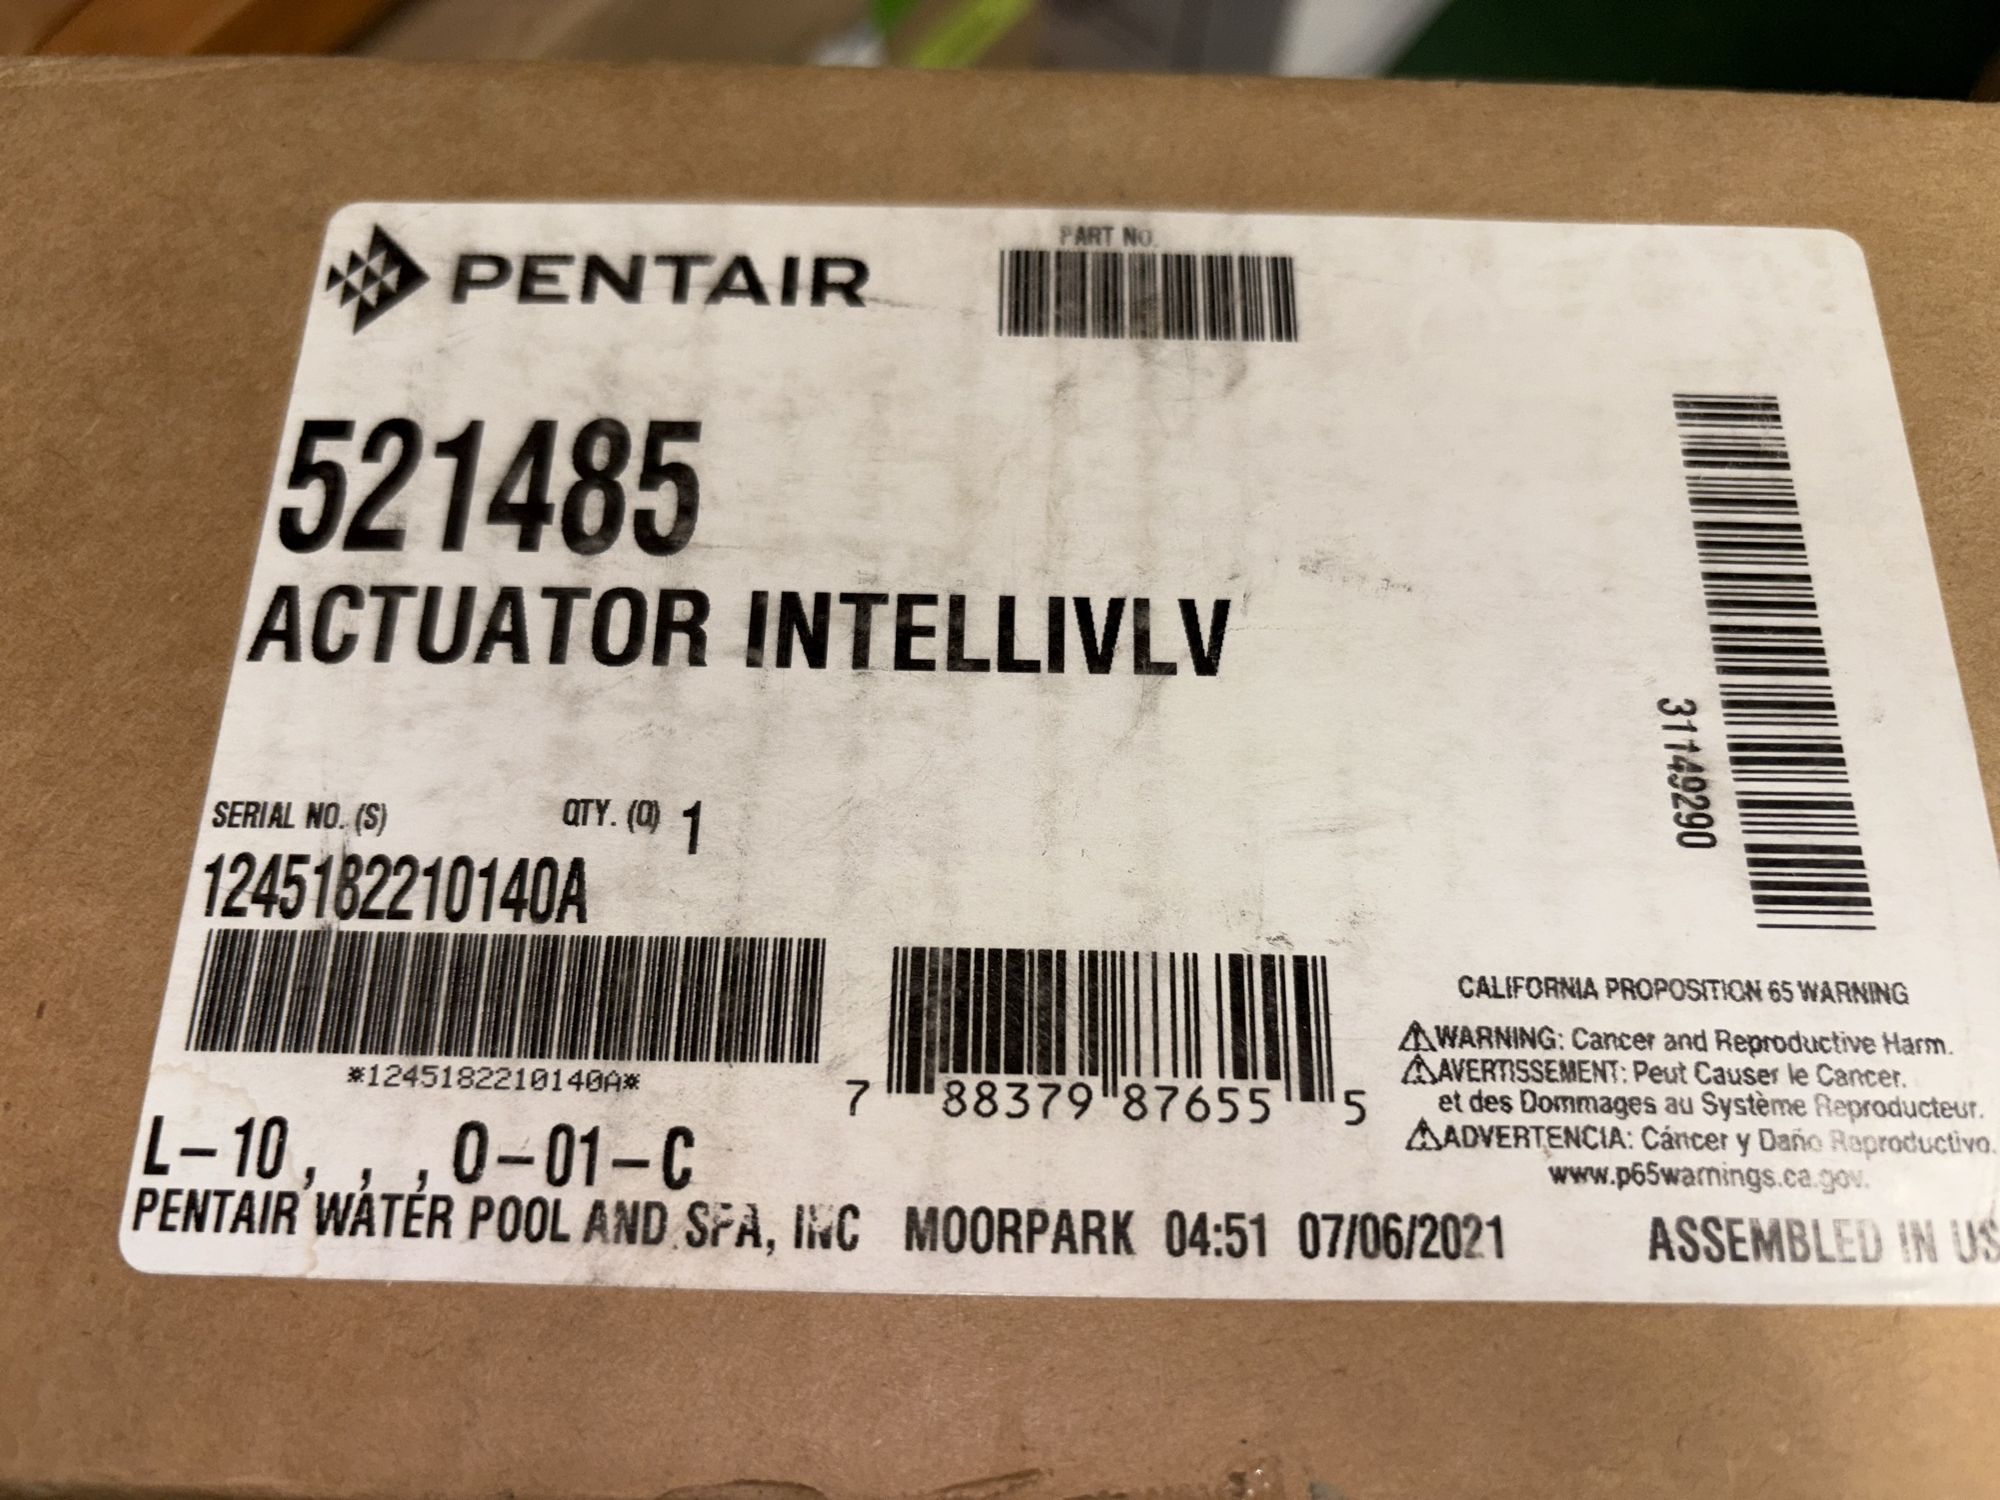 PENTAIR
PART NO.
521485
ACTUATOR INTELLIVLV
311492290
SERIAL NO. (S) QTY. (Q) 1
1245182210140A
*1245182210140A*
7 88379 87655 5
CALIFORNIA PROPOSITION 65 WARNING
⚠WARNING: Cancer and Reproductive Harm.
⚠AVERTISSEMENT: Peut Causer le Cancer.
et des Dommages au Système Reproducteur.
⚠ADVERTENCIA: Cáncer y Daño Reproductivo.
www.p65warnings.ca.gov.
L-10, , ,O-01-C
PENTAIR WATER POOL AND SPA, INC MOORPARK 04:51 07/06/2021 ASSEMBLED IN US